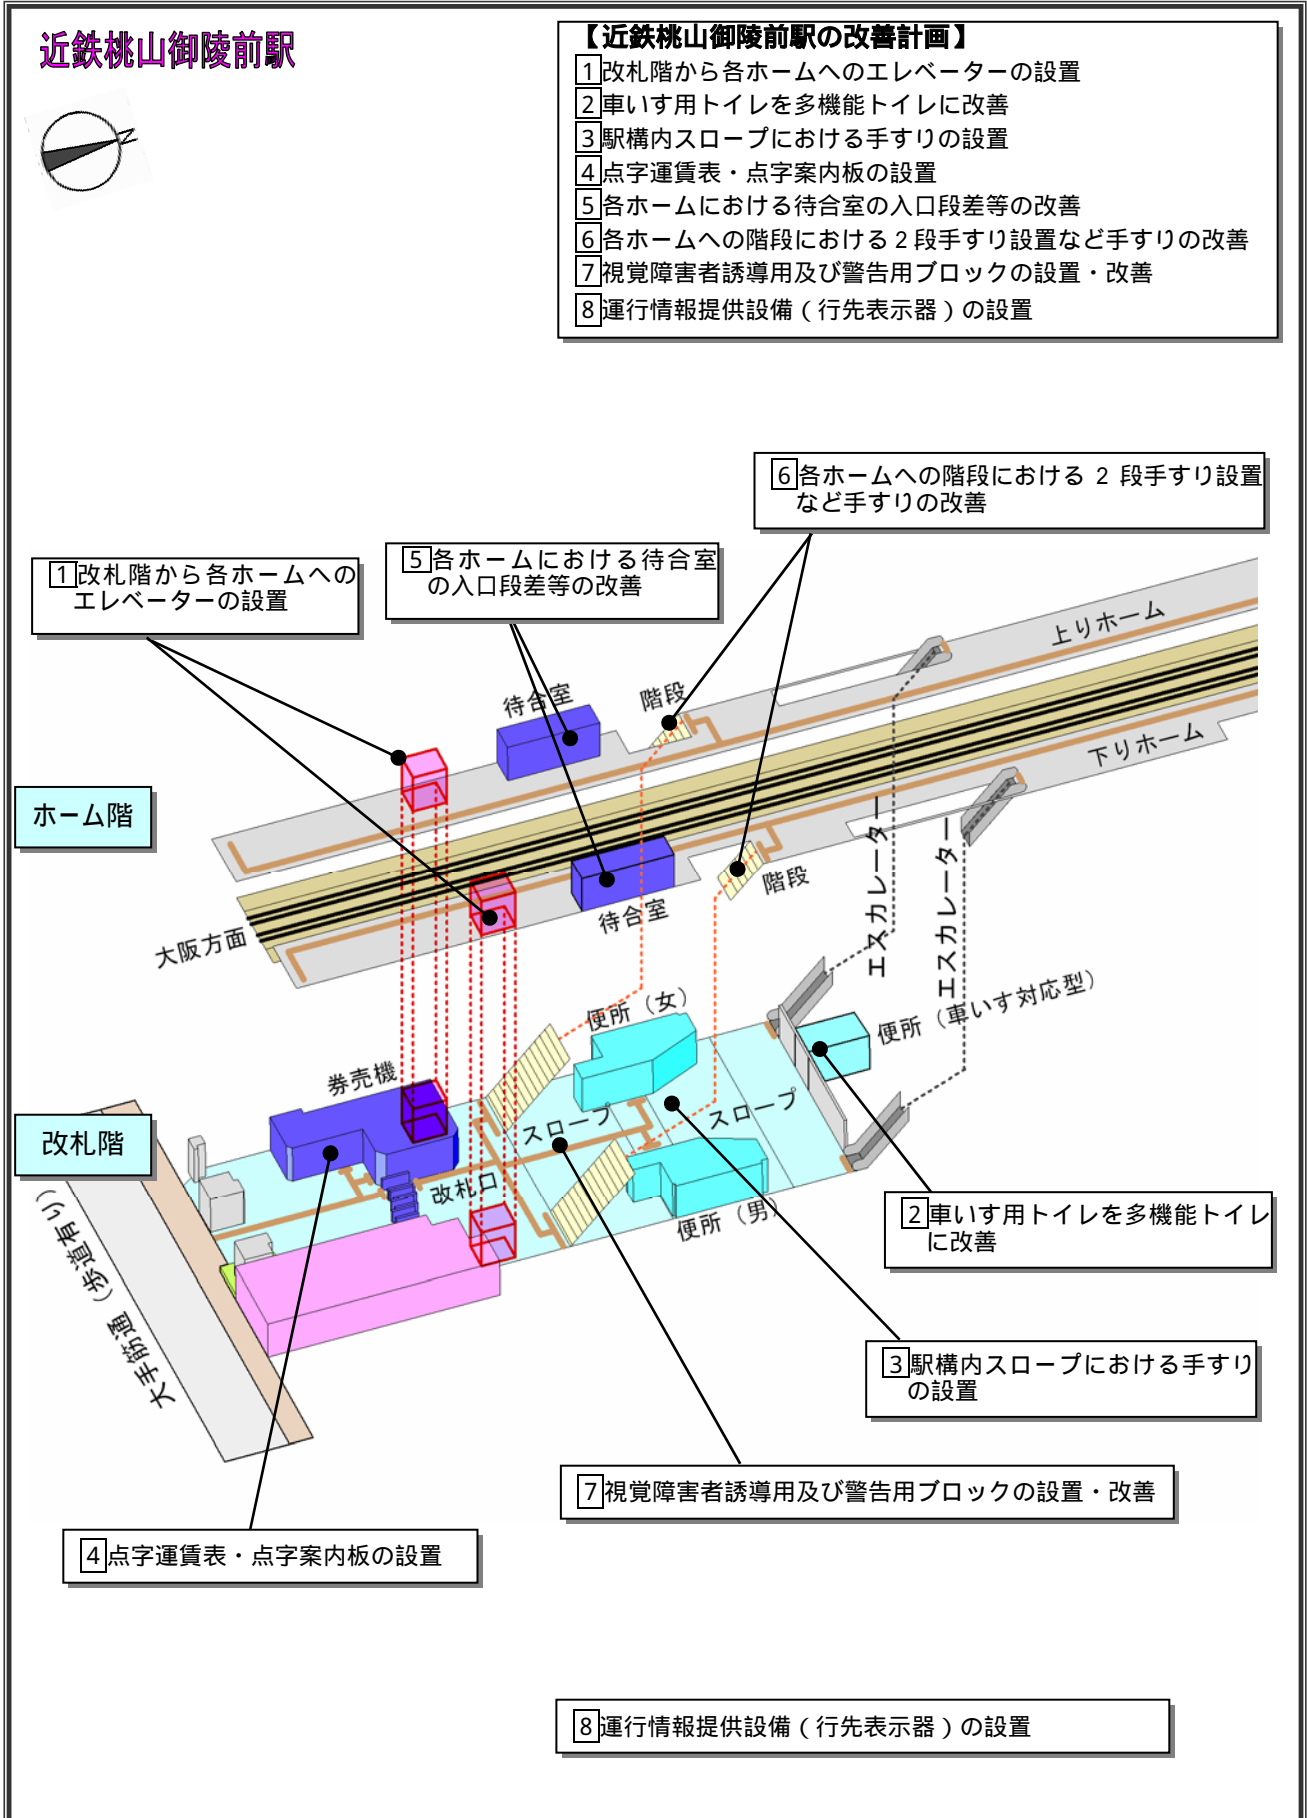 近鉄桃山御陵前駅
N
【近鉄桃山御陵前駅の改善計画】
1改札階から各ホームへのエレベーターの設置
2車いす用トイレを多機能トイレに改善
3駅構内スロープにおける手すりの設置
4点字運賃表・点字案内板の設置
5各ホームにおける待合室の入口段差等の改善
6各ホームへの階段における2段手すり設置など手すりの改善
7視覚障害者誘導用及び警告用ブロックの設置・改善
8運行情報提供設備(行先表示器)の設置
6各ホームへの階段における 2 段手すり設置
など手すりの改善
5各ホームにおける待合室
の入口段差等の改善
1改札階から各ホームへの
エレベーターの設置
上りホーム
待合室
階段
下りホーム
ホーム階
階段
待合室
大阪方面
エスカレーター
エスカレーター
便所(女)
便所(車いす対応型)
券売機
改札階
スロープ
スロープ
改札口
便所(男)
大手筋通(歩道有り)
2車いす用トイレを多機能トイレ
に改善
3駅構内スロープにおける手すり
の設置
7視覚障害者誘導用及び警告用ブロックの設置・改善
4点字運賃表・点字案内板の設置
8運行情報提供設備(行先表示器)の設置